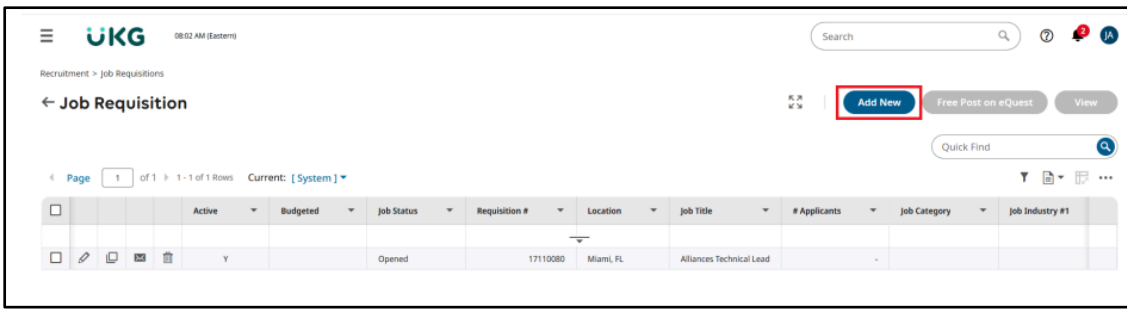 UKG 08:02 AM (Eastern) Search 2 JA
Recruitment > Job Requisitions
Job Requisition Add New Free Post on eQuest View
Quick Find
Page 1 of 1 1 - 1 of 1 Rows Current: [ System ]
Active Budgeted Job Status Requisition # Location Job Title # Applicants Job Category Job Industry #1
Y Opened 17110080 Miami, FL Alliances Technical Lead -